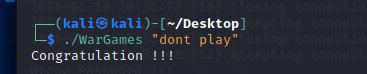 ┌──(kali㉿kali)-[~/Desktop]
└─$ ./WarGames "dont play"
Congratulation !!!